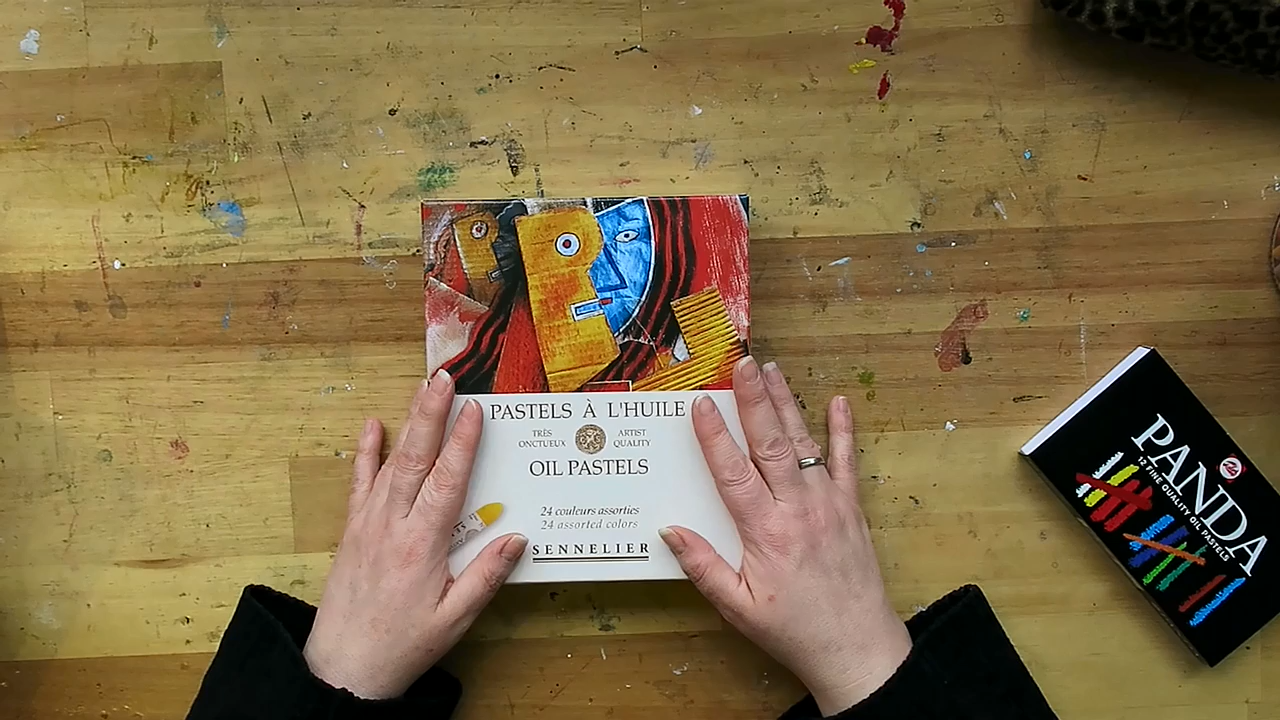 PASTELS À L'HUILE
TRÈS ONCTUEUX
ARTIST QUALITY
OIL PASTELS
24 couleurs assorties
24 assorted colors
SENNELIER
PANDA
12 FINE QUALITY OIL PASTELS